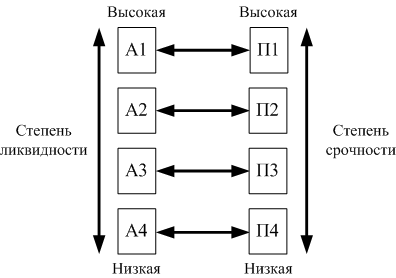 Высокая Высокая
А1 П1
А2 П2
Степень
ликвидности
Степень
срочности
А3 П3
А4 П4
Низкая Низкая